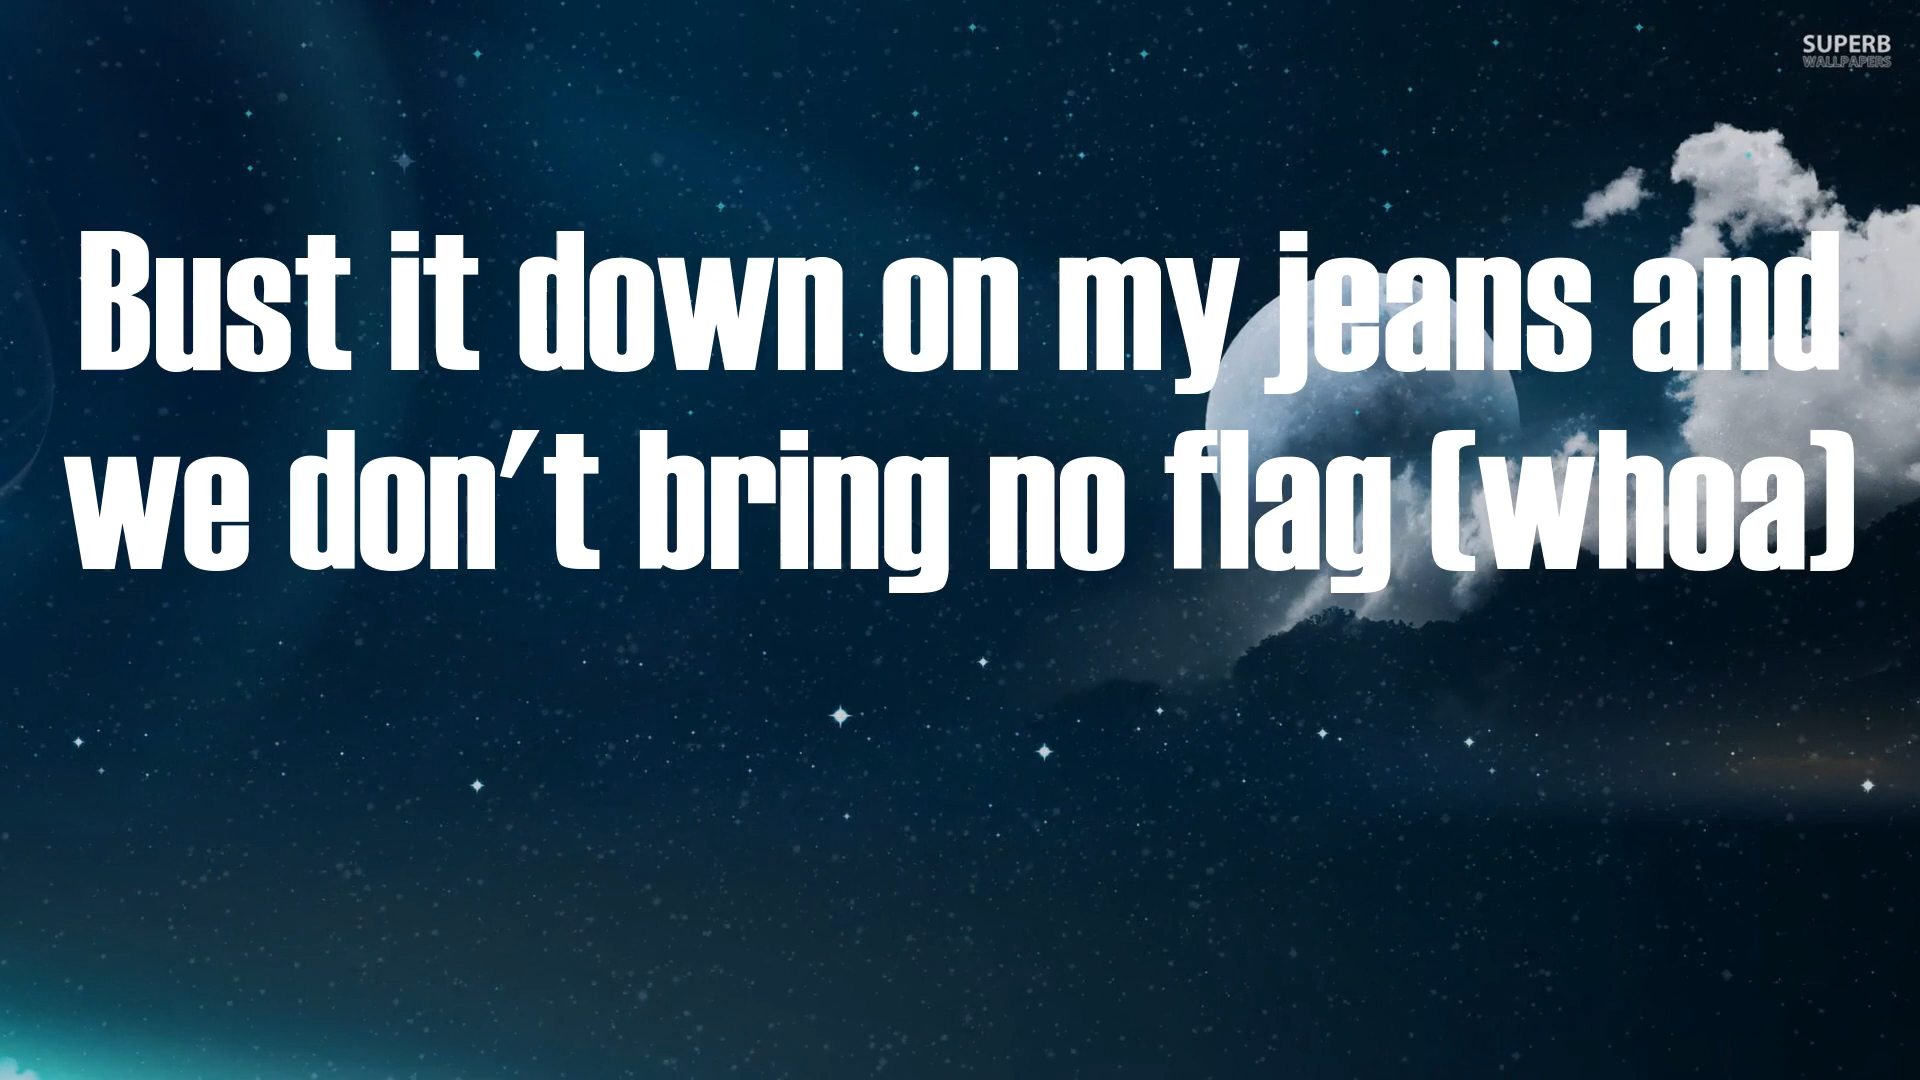 SUPERB
WALLPAPERS
Bust it down on my jeans and
we don't bring no flag (whoa)